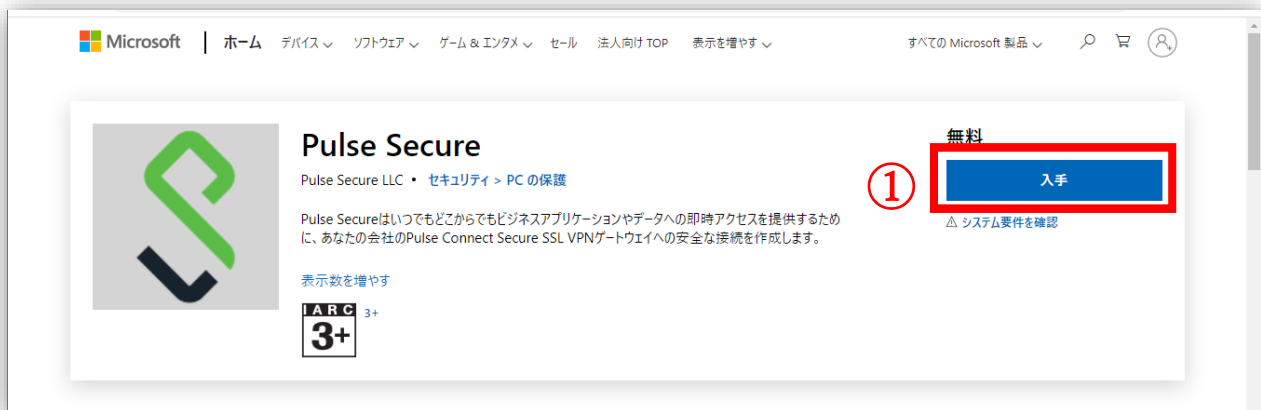 Microsoft ホーム デバイス ソフトウェア ゲーム & エンタメ セール 法人向け TOP 表示を増やす すべての Microsoft 製品
Pulse Secure
Pulse Secure LLC • セキュリティ > PC の保護
Pulse Secureはいつでもどこからでもビジネスアプリケーションやデータへの即時アクセスを提供するため
に、あなたの会社のPulse Connect Secure SSL VPNゲートウェイへの安全な接続を作成します。
表示数を増やす
IARC
3+
3+
無料
① 入手
システム要件を確認